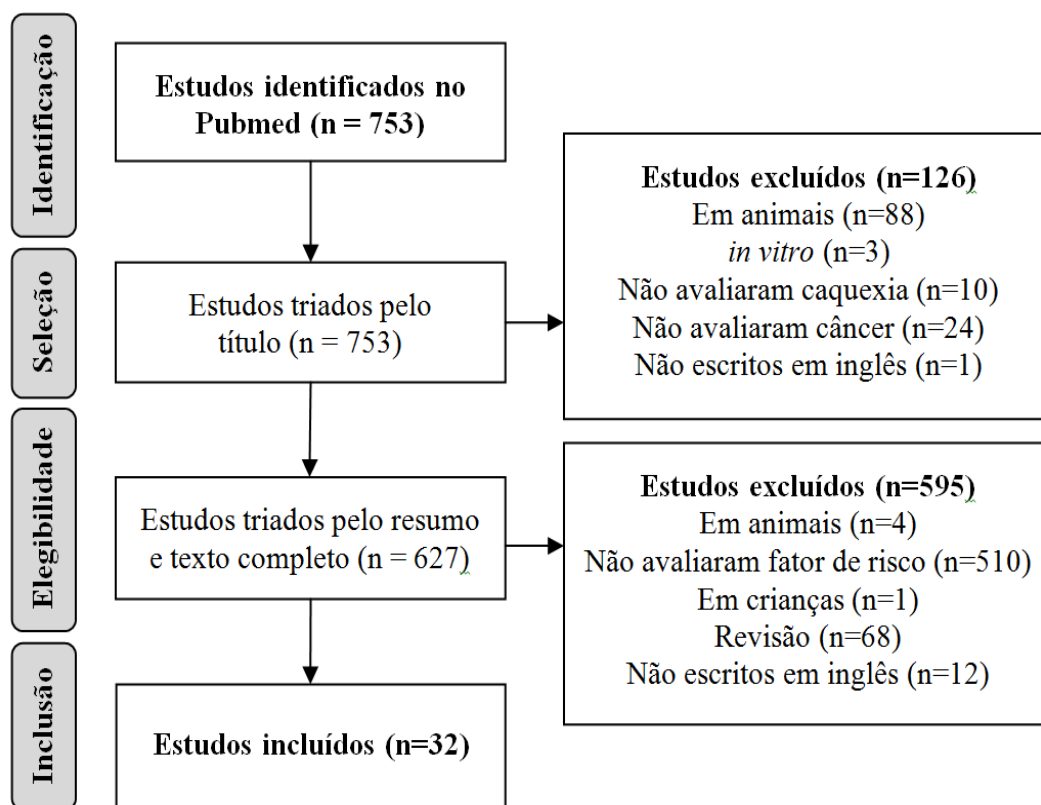 Identificação
Estudos identificados no
Pubmed (n = 753)
Seleção
Estudos triados pelo
título (n = 753)
Estudos excluídos (n=126)
Em animais (n=88)
in vitro (n=3)
Não avaliaram caquexia (n=10)
Não avaliaram câncer (n=24)
Não escritos em inglês (n=1)
Elegibilidade
Estudos triados pelo resumo
e texto completo (n = 627)
Estudos excluídos (n=595)
Em animais (n=4)
Não avaliaram fator de risco (n=510)
Em crianças (n=1)
Revisão (n=68)
Não escritos em inglês (n=12)
Inclusão
Estudos incluídos (n=32)